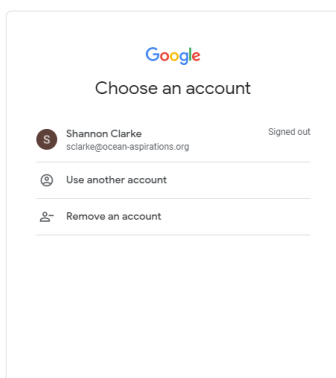 Google
Choose an account
S
Shannon Clarke
Signed out
sclarke@ocean-aspirations.org
Use another account
Remove an account